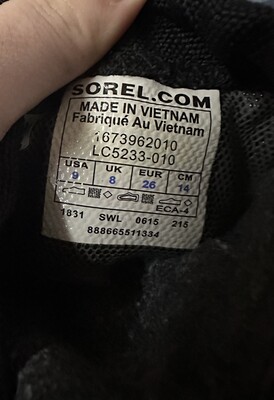 SOREL.COM
MADE IN VIETNAM
Fabriqué Au Vietnam
1673962010
LC5233-010
USA UK EUR CM
9 8 26 14
ECA-4
1831 SWL 0615 215
888665511334